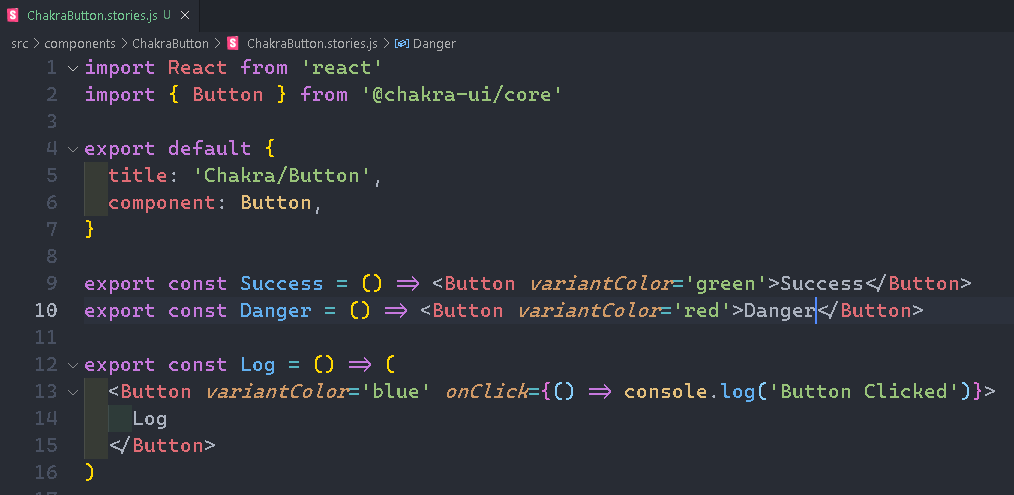 ChakraButton.stories.js U
src > components > ChakraButton > ChakraButton.stories.js > Danger
1 import React from 'react'
2 import { Button } from '@chakra-ui/core'
3
4 export default {
5   title: 'Chakra/Button',
6   component: Button,
7 }
8
9 export const Success = () => <Button variantColor='green'>Success</Button>
10 export const Danger = () => <Button variantColor='red'>Danger</Button>
11
12 export const Log = () => (
13   <Button variantColor='blue' onClick={() => console.log('Button Clicked')}>
14     Log
15   </Button>
16 )